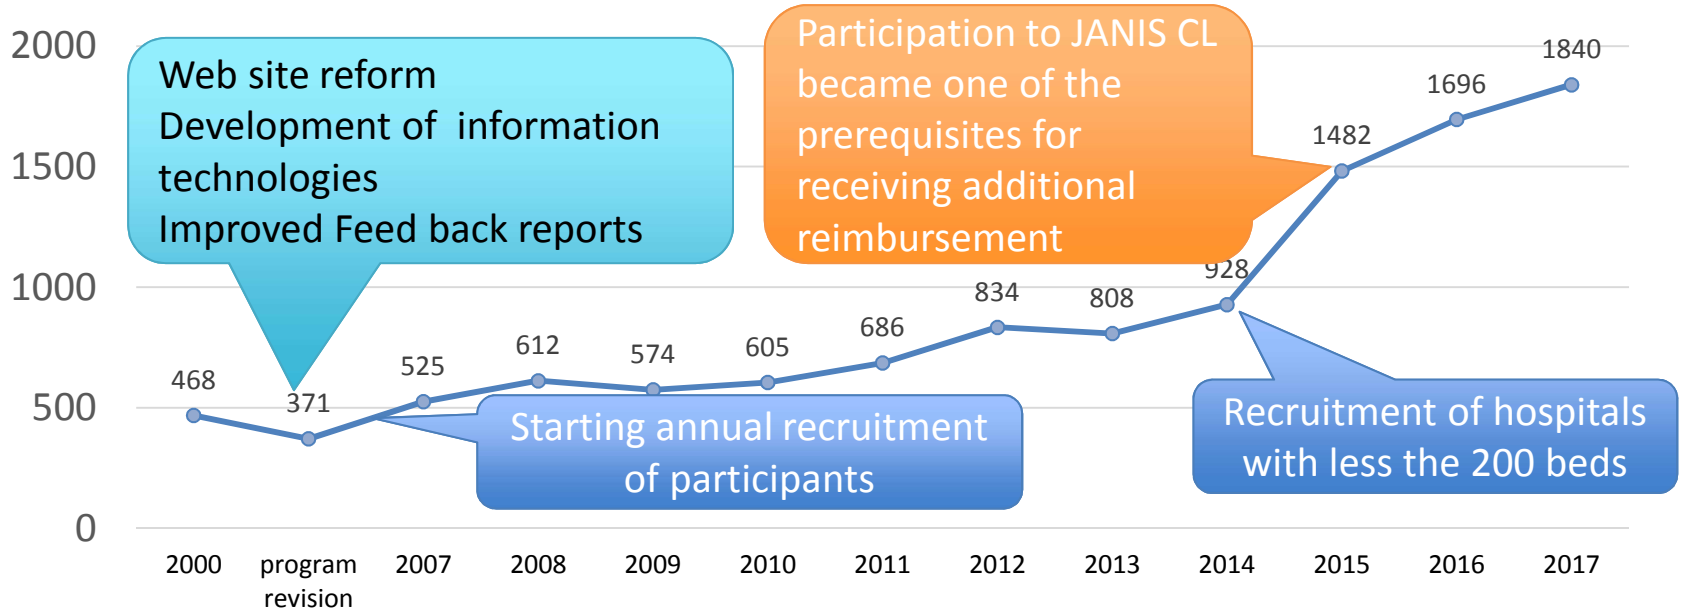 2000
1500
1000
500
0
Web site reform
Development of  information
technologies
Improved Feed back reports
Participation to JANIS CL
became one of the
prerequisites for
receiving additional
reimbursement
Starting annual recruitment
of participants
Recruitment of hospitals
with less the 200 beds
468
371
525
612
574
605
686
834
808
928
1482
1696
1840
2000
program
revision
2007
2008
2009
2010
2011
2012
2013
2014
2015
2016
2017